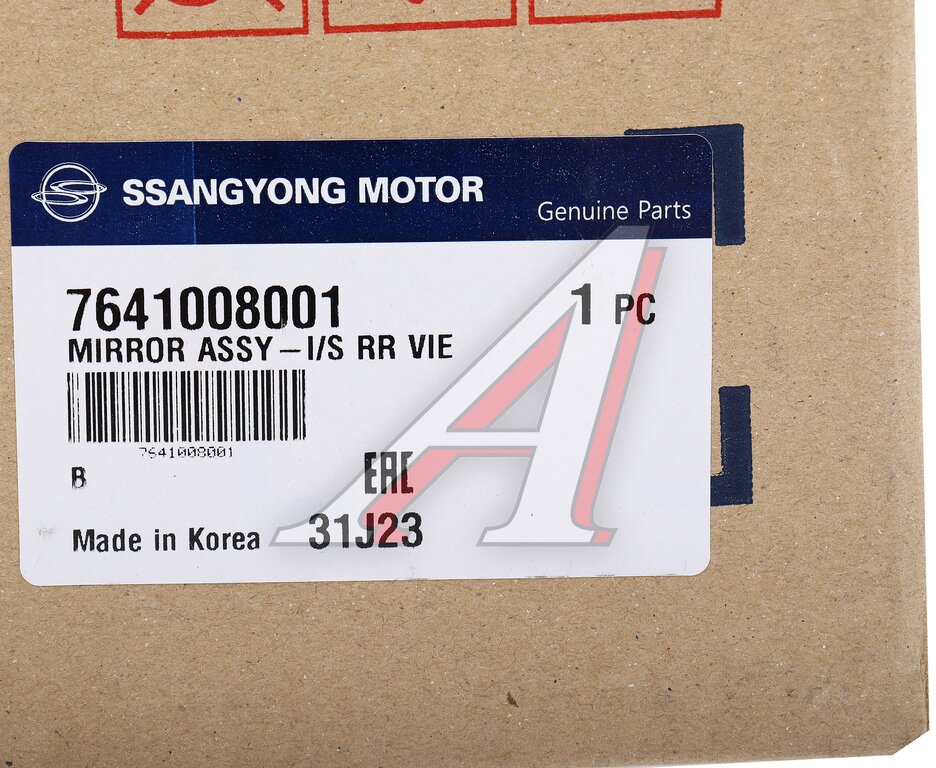 SSANGYONG MOTOR
Genuine Parts
7641008001
1 PC
MIRROR ASSY-I/S RR VIE
7641008001
B
EAC
Made in Korea
31J23